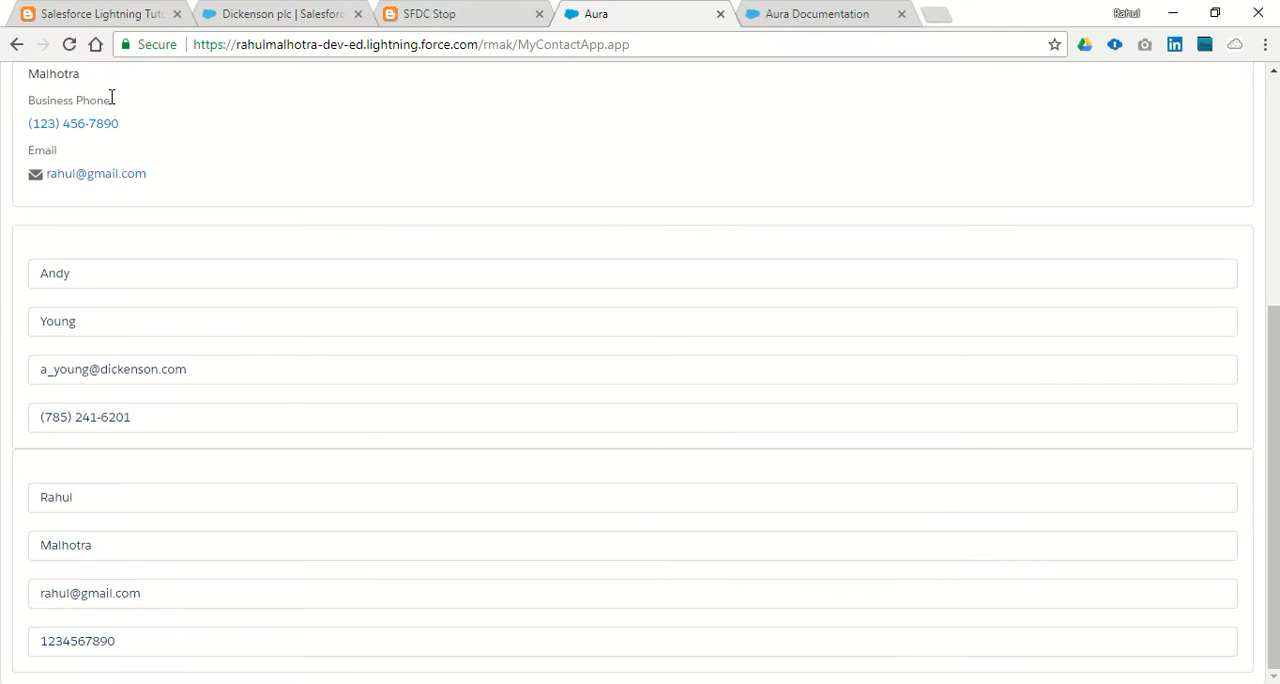 Salesforce Lightning Tuto
Dickenson plc | Salesforc
SFDC Stop
Aura
Aura Documentation
Rahul
Secure
https://rahulmalhotra-dev-ed.lightning.force.com/rmak/MyContactApp.app
Malhotra
Business Phone
(123) 456-7890
Email
rahul@gmail.com
Andy
Young
a_young@dickenson.com
(785) 241-6201
Rahul
Malhotra
rahul@gmail.com
1234567890